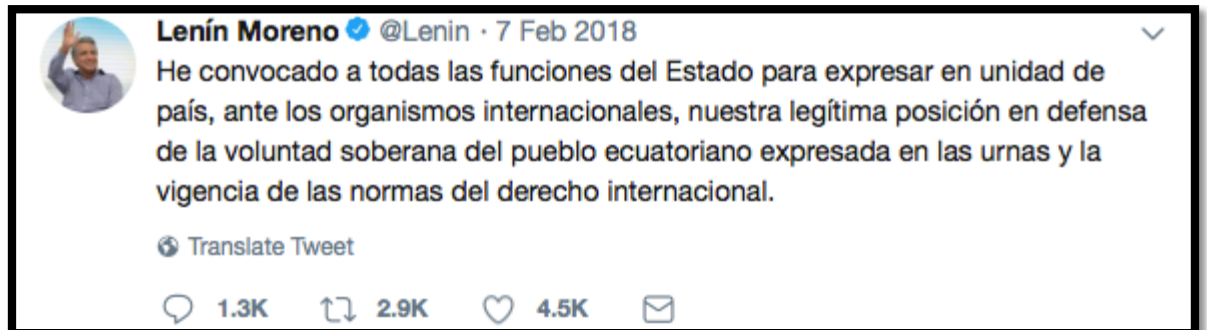 Lenín Moreno @Lenin · 7 Feb 2018
He convocado a todas las funciones del Estado para expresar en unidad de
país, ante los organismos internacionales, nuestra legítima posición en defensa
de la voluntad soberana del pueblo ecuatoriano expresada en las urnas y la
vigencia de las normas del derecho internacional.
Translate Tweet
1.3K 2.9K 4.5K